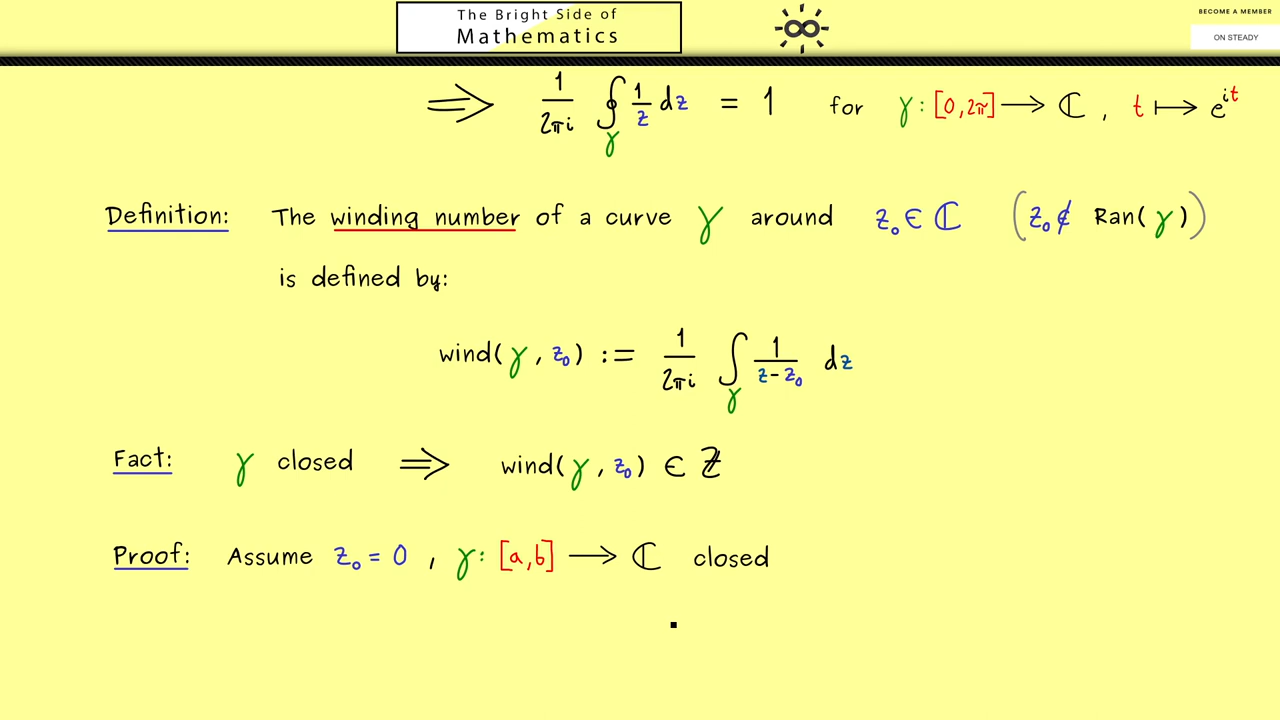 The Bright Side of
Mathematics
BECOME A MEMBER
ON STEADY
⟹ 1/(2πi) ∮_γ 1/z dz = 1 for γ: [0,2π] ⟶ ℂ , t ⟼ e^{it}
Definition: The winding number of a curve γ around z₀ ∈ ℂ (z₀ ∉ Ran(γ))
is defined by:
wind(γ, z₀) := 1/(2πi) ∫_γ 1/(z-z₀) dz
Fact: γ closed ⟹ wind(γ, z₀) ∈ ℤ
Proof: Assume z₀ = 0 , γ: [a,b] ⟶ ℂ closed